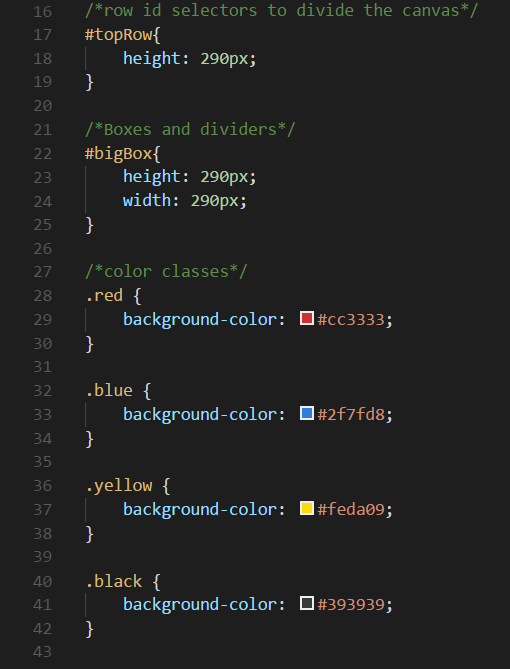 16 /*row id selectors to divide the canvas*/
17 #topRow{
18     height: 290px;
19 }
20
21 /*Boxes and dividers*/
22 #bigBox{
23     height: 290px;
24     width: 290px;
25 }
26
27 /*color classes*/
28 .red {
29     background-color: #cc3333;
30 }
31
32 .blue {
33     background-color: #2f7fd8;
34 }
35
36 .yellow {
37     background-color: #feda09;
38 }
39
40 .black {
41     background-color: #393939;
42 }
43